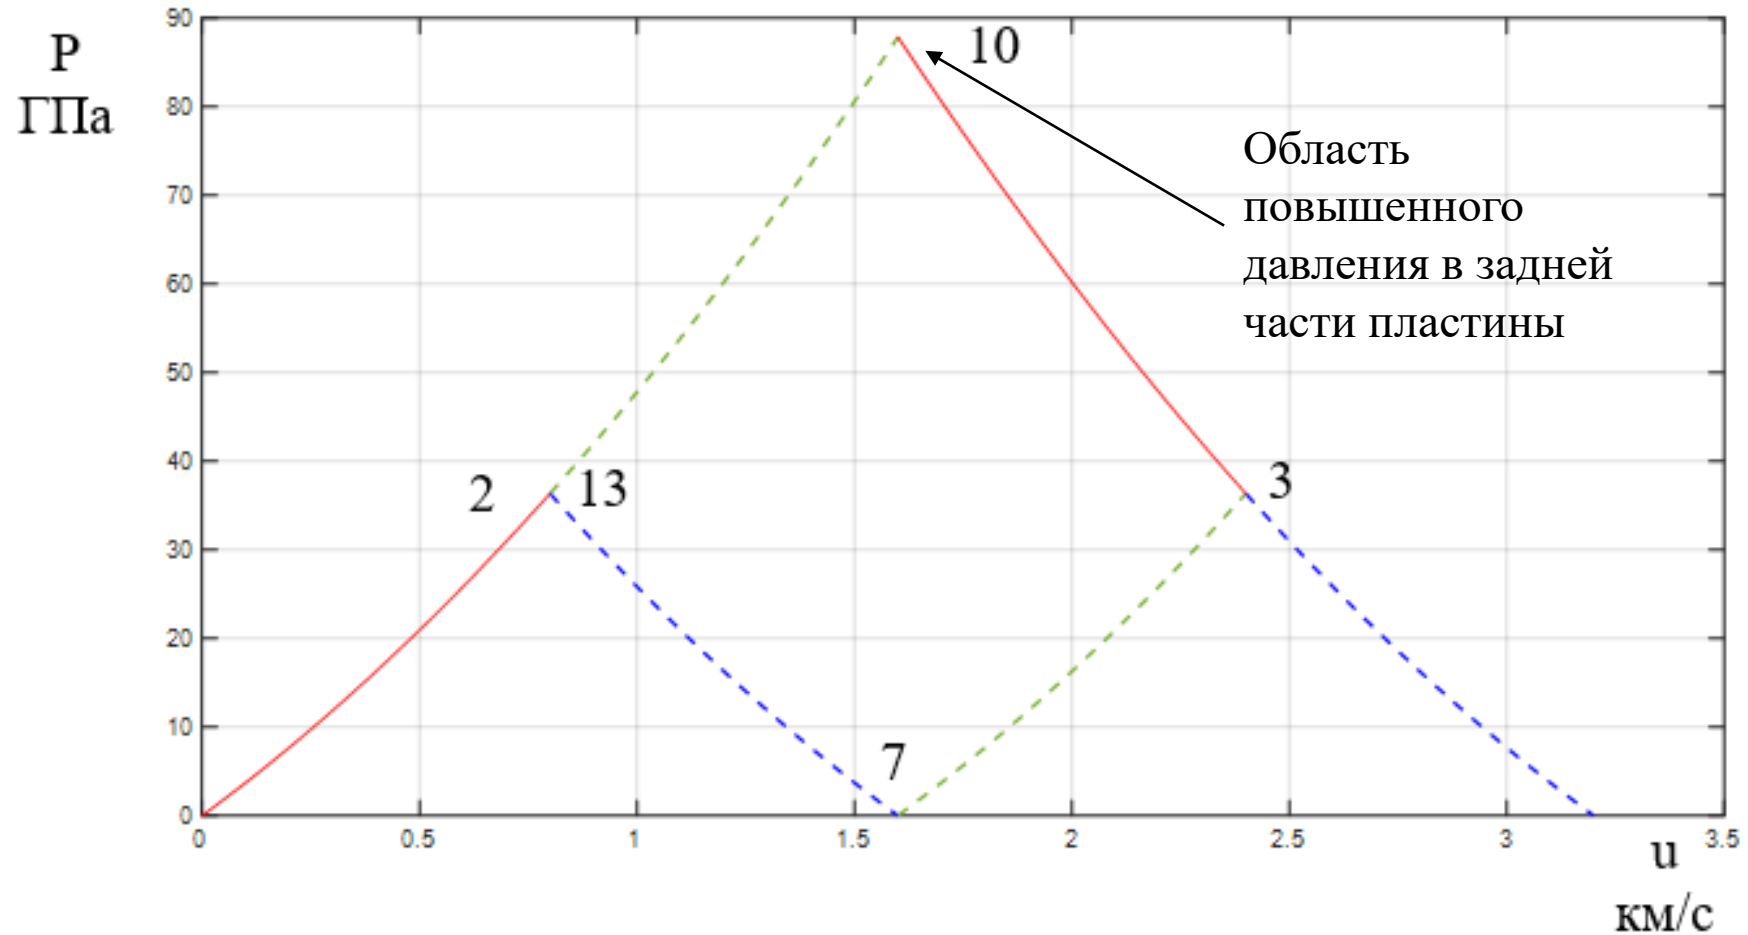 90
P
ГПа
10
80
Область
повышенного
давления в задней
части пластины
70
60
50
40
2
13
3
30
20
10
7
0
0
0.5
1
1.5
2
2.5
3
3.5
u
км/с